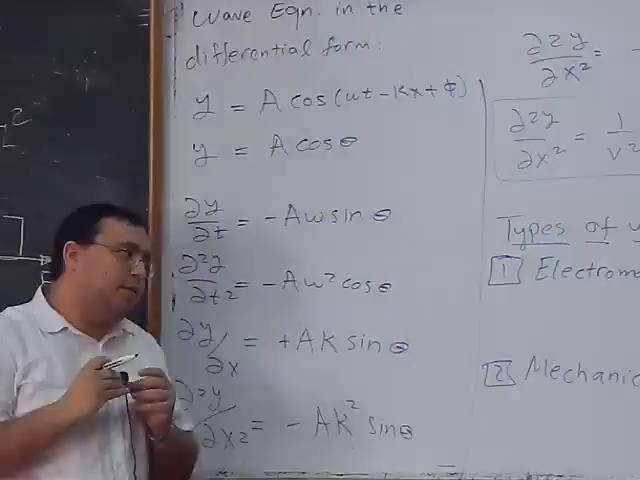 Wave Eqn. in the
differential form:
y = A cos(wt - kx + φ)
y = A cos θ
∂y/∂t = -Aw sin θ
∂²y/∂t² = -Aw² cos θ
∂y/∂x = +AK sin θ
∂²y/∂x² = -AK² sin θ
∂²y/∂x² = -
∂²y/∂x² = 1/v²
Types of
1 Electrom
2 Mechanic